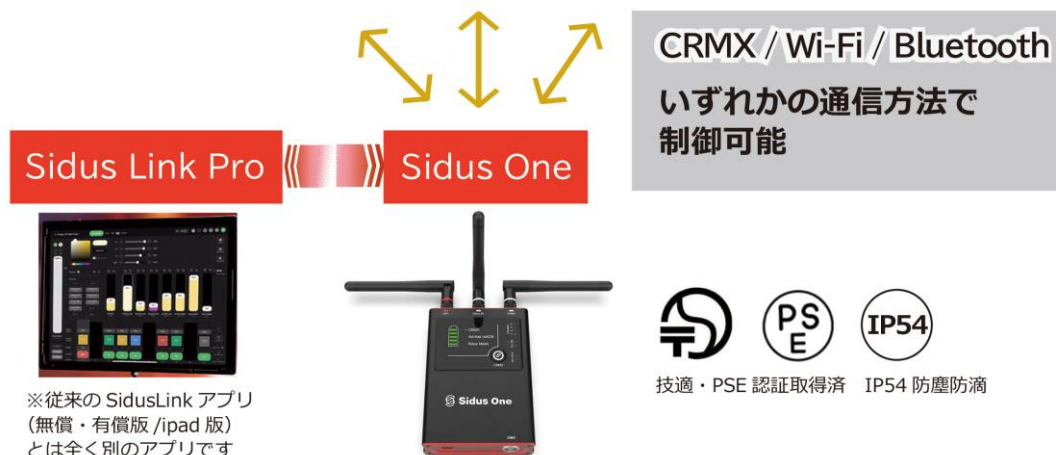 CRMX / Wi-Fi / Bluetooth
いずれかの通信方法で
制御可能
Sidus Link Pro
Sidus One
Sidus One
PS
E
IP54
技適・PSE 認証取得済 IP54 防塵防滴
※従来の SidusLink アプリ
（無償・有償版 /ipad 版）
とは全く別のアプリです